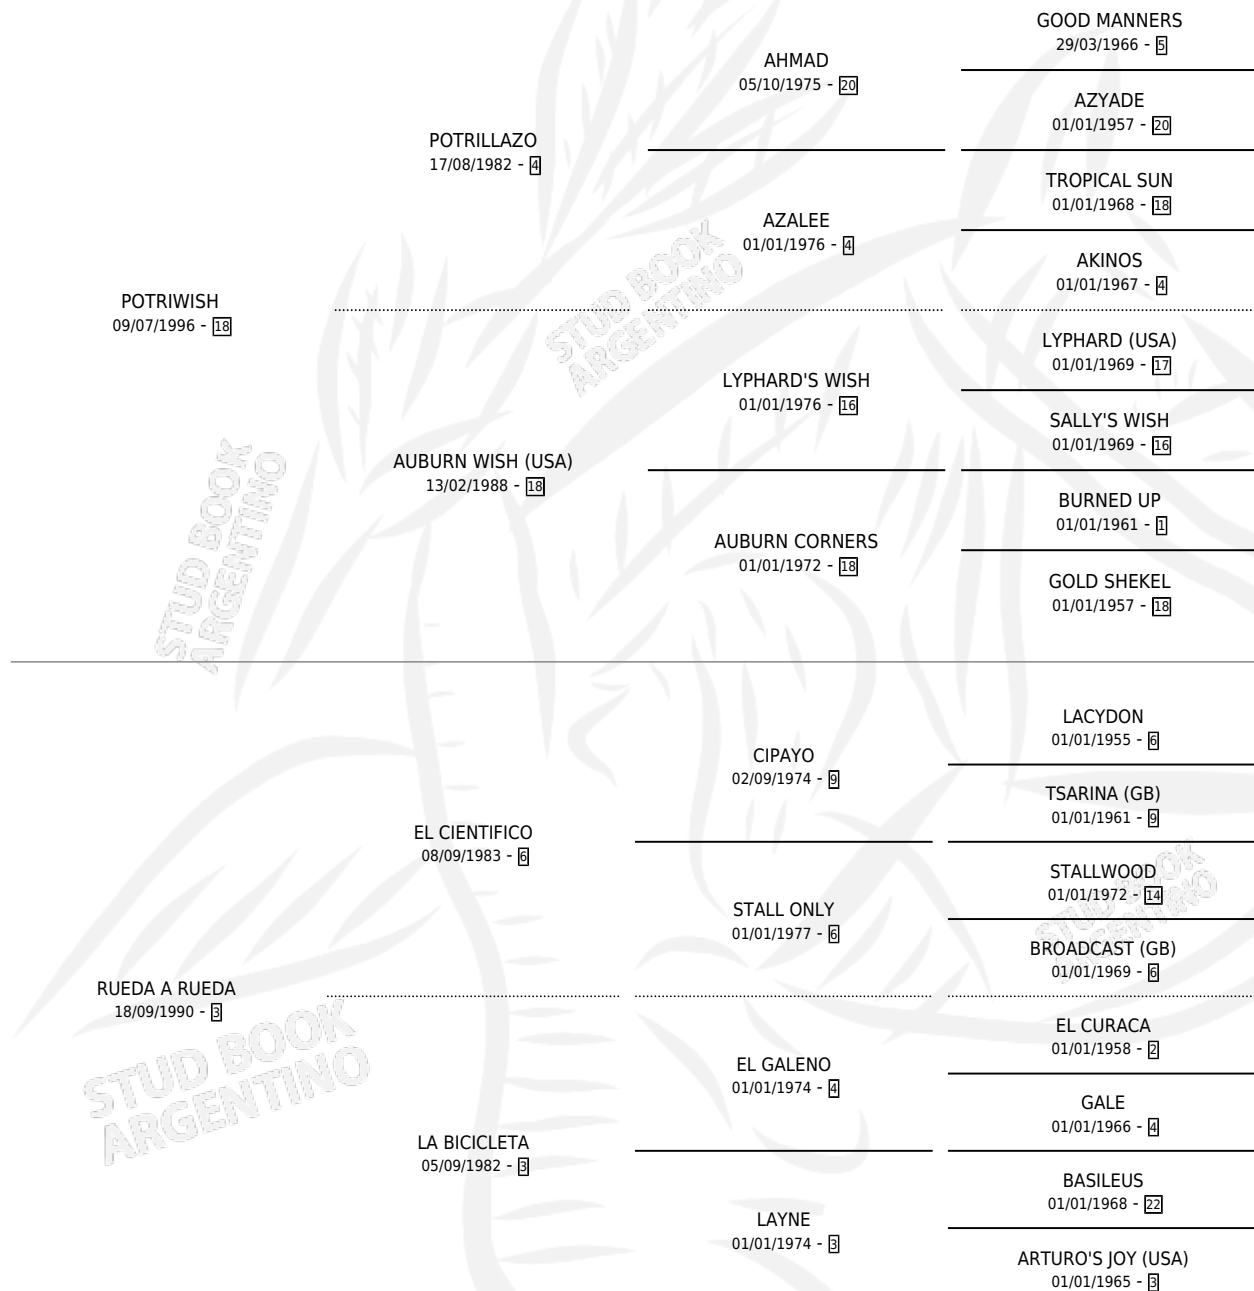 GOOD MANNERS
29/03/1966 - 5
AHMAD
05/10/1975 - 20
AZYADE
01/01/1957 - 20
POTRILLAZO
17/08/1982 - 4
TROPICAL SUN
01/01/1968 - 18
AZALEE
01/01/1976 - 4
AKINOS
01/01/1967 - 4
POTRIWISH
09/07/1996 - 18
LYPHARD (USA)
01/01/1969 - 17
LYPHARD'S WISH
01/01/1976 - 16
SALLY'S WISH
01/01/1969 - 16
AUBURN WISH (USA)
13/02/1988 - 18
BURNED UP
01/01/1961 - 1
AUBURN CORNERS
01/01/1972 - 18
GOLD SHEKEL
01/01/1957 - 18
STUD BOOK
ARGENTINO
STUD BOOK
ARGENTINO
LACYDON
01/01/1955 - 6
CIPAYO
02/09/1974 - 9
TSARINA (GB)
01/01/1961 - 9
EL CIENTIFICO
08/09/1983 - 6
STALLWOOD
01/01/1972 - 14
STALL ONLY
01/01/1977 - 6
BROADCAST (GB)
01/01/1969 - 6
RUEDA A RUEDA
18/09/1990 - 3
EL CURACA
01/01/1958 - 2
EL GALENO
01/01/1974 - 4
GALE
01/01/1966 - 4
LA BICICLETA
05/09/1982 - 3
BASILEUS
01/01/1968 - 22
LAYNE
01/01/1974 - 3
ARTURO'S JOY (USA)
01/01/1965 - 3
STUD BOOK
ARGENTINO
STUD BOOK
ARGENTINO